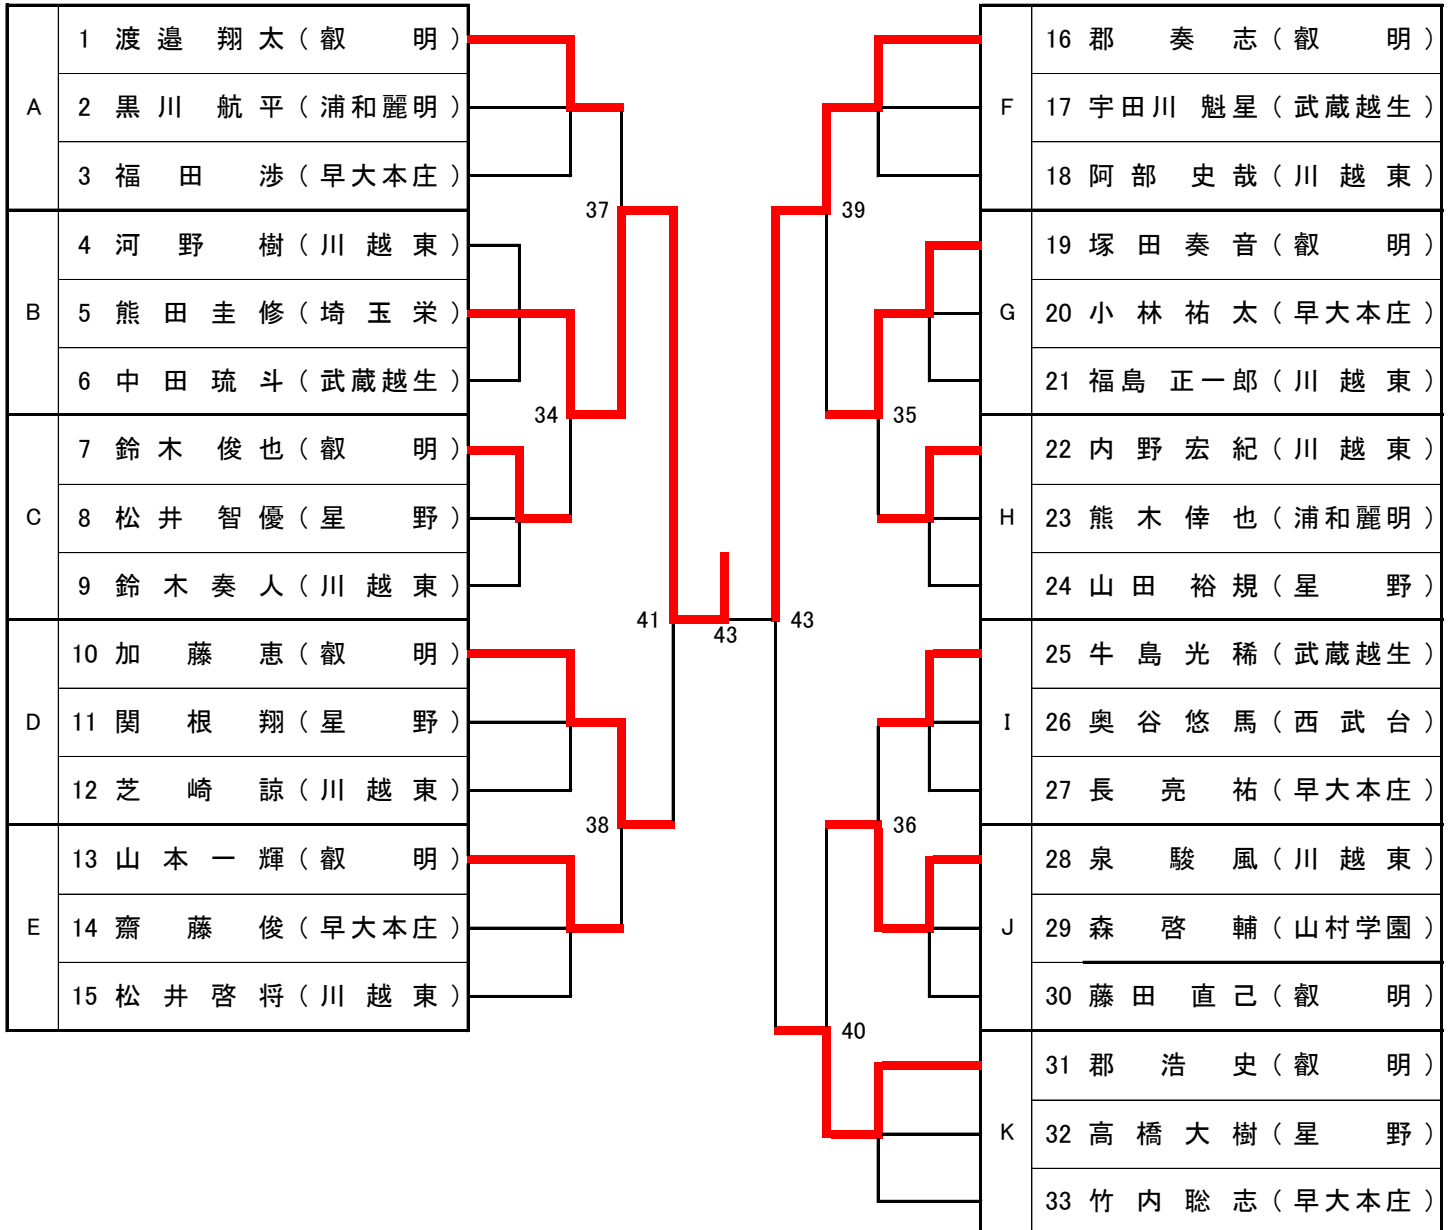 A
1 渡邉 翔太（叡 明）
2 黒川 航平（浦和麗明）
3 福田 渉（早大本庄）
B
4 河野 樹（川越東）
5 熊田圭修（埼玉栄）
6 中田琉斗（武蔵越生）
C
7 鈴木 俊也（叡 明）
8 松井 智優（星 野）
9 鈴木奏人（川越東）
D
10 加藤 恵（叡 明）
11 関根 翔（星 野）
12 芝崎 諒（川越東）
E
13 山本一輝（叡 明）
14 齋藤 俊（早大本庄）
15 松井啓将（川越東）
37
34
41
38
43
43
39
35
36
40
F
16 郡 奏志（叡 明）
17 宇田川 魁星（武蔵越生）
18 阿部 史哉（川越東）
G
19 塚田奏音（叡 明）
20 小林祐太（早大本庄）
21 福島 正一郎（川越東）
H
22 内野宏紀（川越東）
23 熊木倖也（浦和麗明）
24 山田 裕規（星 野）
I
25 牛島光稀（武蔵越生）
26 奥谷悠馬（西武台）
27 長 亮祐（早大本庄）
J
28 泉 駿風（川越東）
29 森 啓輔（山村学園）
30 藤田 直己（叡 明）
K
31 郡 浩史（叡 明）
32 高橋大樹（星 野）
33 竹内聡志（早大本庄）